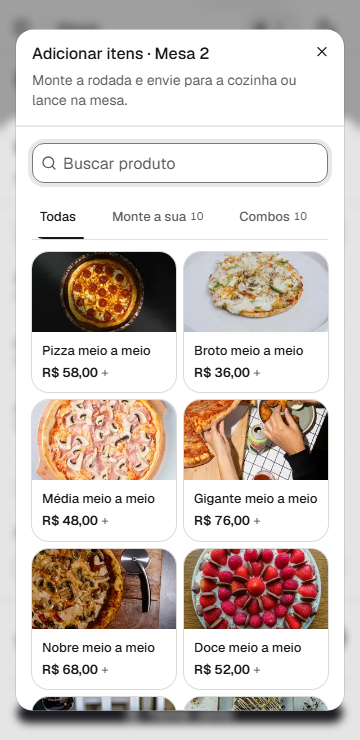 Adicionar itens · Mesa 2
Monte a rodada e envie para a cozinha ou
lance na mesa.
Buscar produto
Todas
Monte a sua 10
Combos 10
Pizza meio a meio
R$ 58,00 +
Broto meio a meio
R$ 36,00 +
Média meio a meio
R$ 48,00 +
Gigante meio a meio
R$ 76,00 +
Nobre meio a meio
R$ 68,00 +
Doce meio a meio
R$ 52,00 +